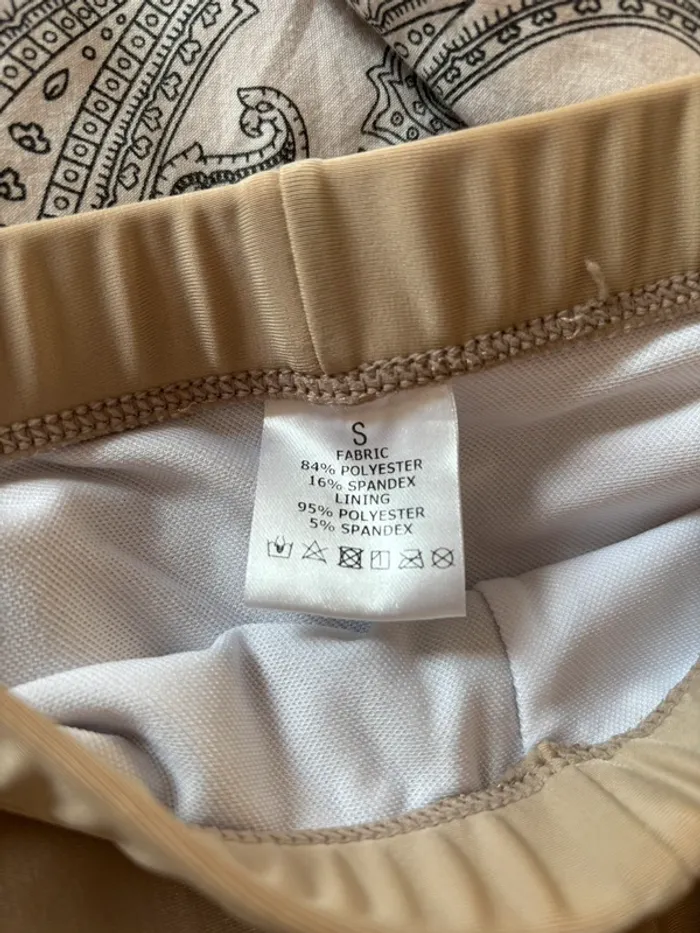 S
FABRIC
84% POLYESTER
16% SPANDEX
LINING
95% POLYESTER
5% SPANDEX